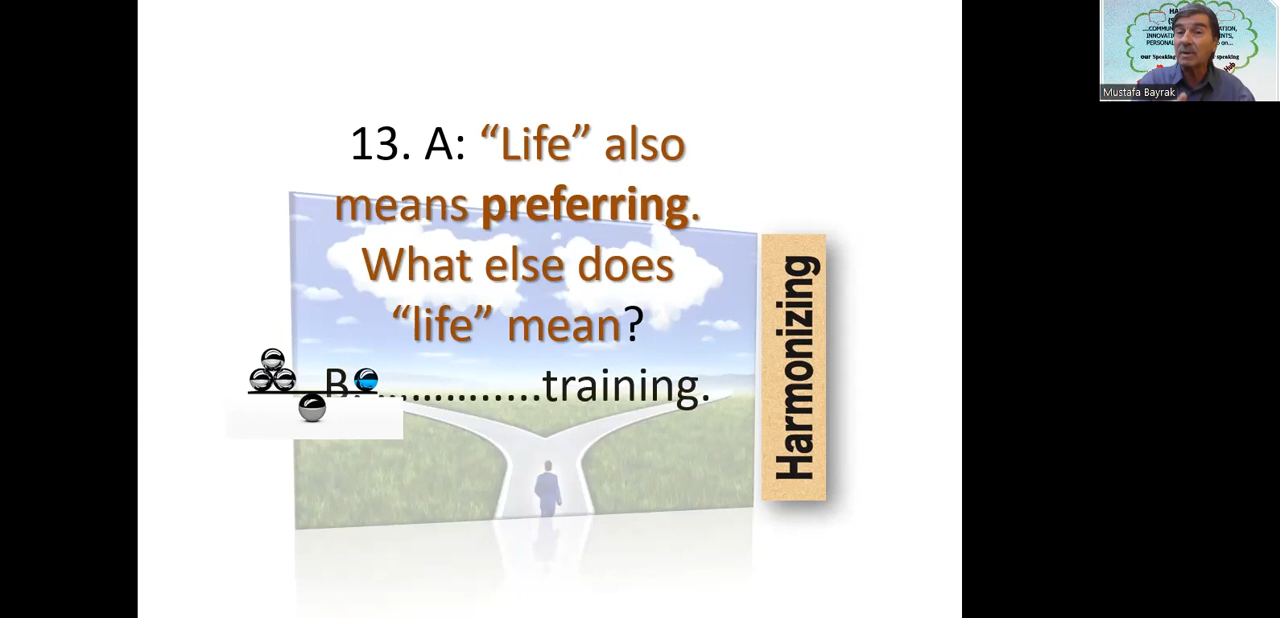 13. A: “Life” also
means preferring.
What else does
“life” mean?
B. ………….training.
Harmonizing
Mustafa Bayrak